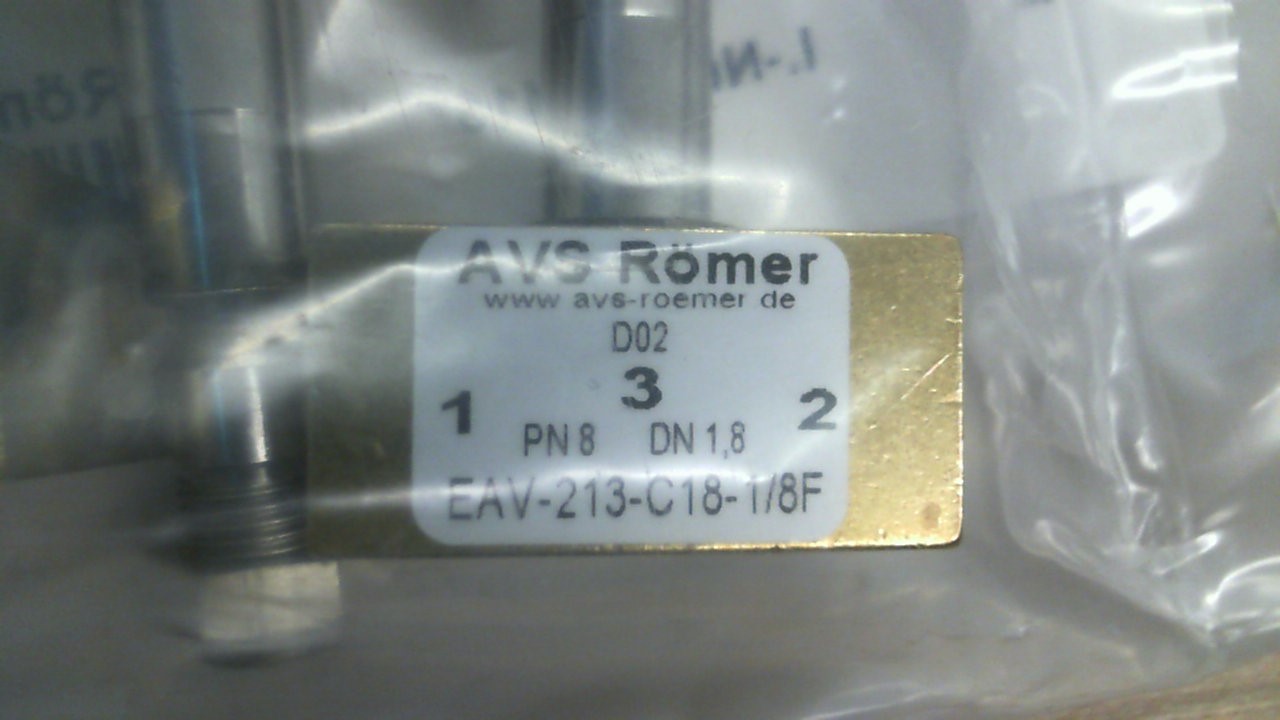 AVS Römer
www.avs-roemer.de
D02
3
1 2
PN 8 DN 1,8
EAV-213-C18-1/8F